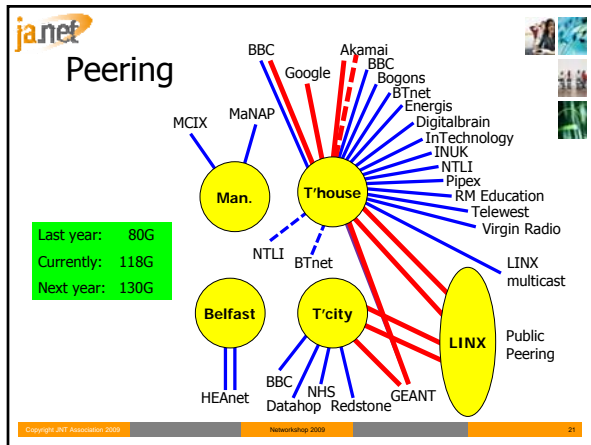 ja.net
Peering
BBC
Google
Akamai
BBC
Bogons
BTnet
Energis
Digitalbrain
InTechnology
INUK
NTLI
Pipex
RM Education
Telewest
Virgin Radio
LINX
multicast
MCIX
MaNAP
Man.
T'house
NTLI
BTnet
Last year: 80G
Currently: 118G
Next year: 130G
Belfast
T'city
LINX
Public
Peering
HEAnet
BBC
Datahop
NHS
Redstone
GEANT
Copyright JNT Association 2009
Networkshop 2009
21